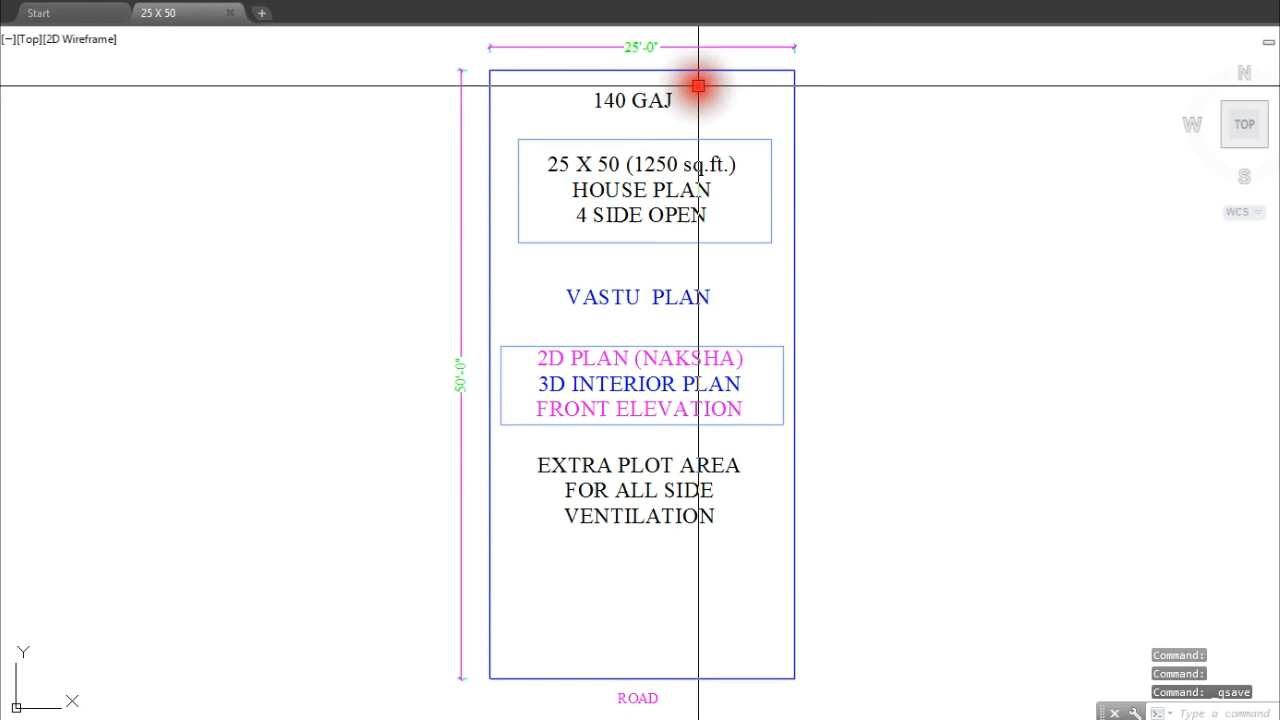 Start
25 X 50
[−][Top][2D Wireframe]
25'-0"
N
140 GAJ
W
TOP
25 X 50 (1250 sq.ft.)
HOUSE PLAN
S
4 SIDE OPEN
WCS
VASTU PLAN
2D PLAN (NAKSHA)
50'-0"
3D INTERIOR PLAN
FRONT ELEVATION
EXTRA PLOT AREA
FOR ALL SIDE
VENTILATION
Y
Command:
Command:
Command: _qsave
X
ROAD
Type a command